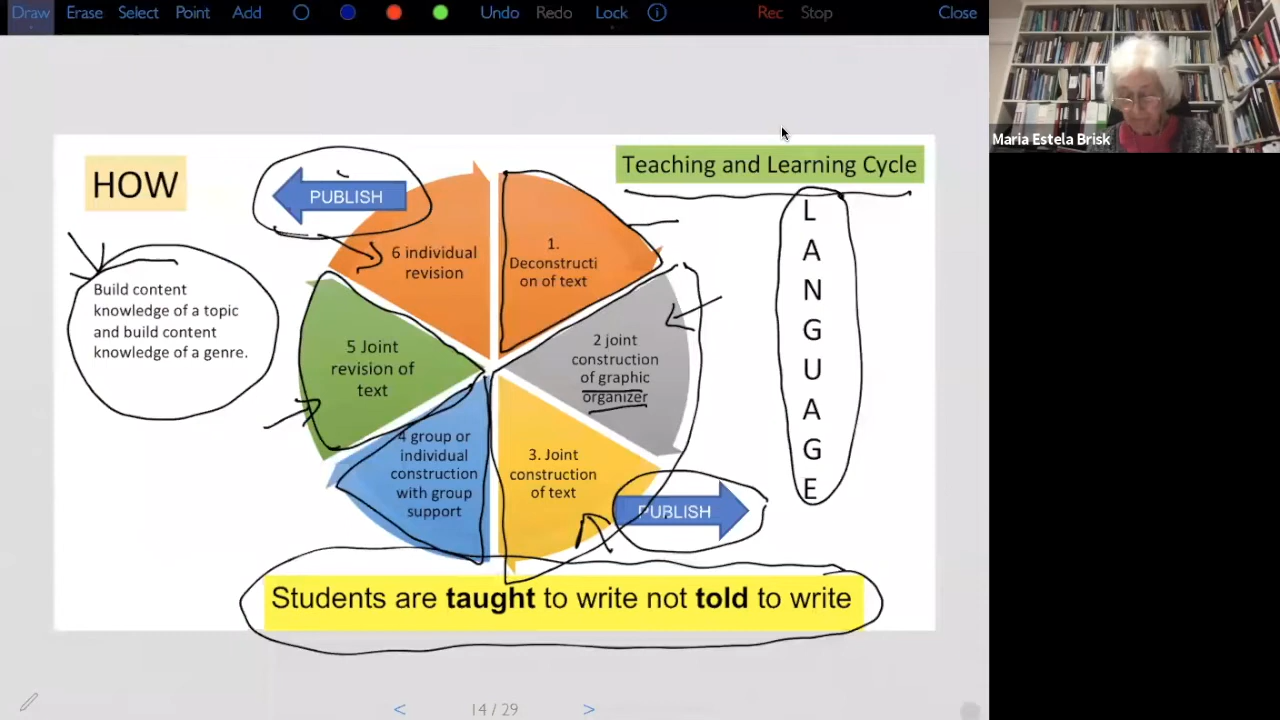 Draw Erase Select Point Add Undo Redo Lock Rec Stop Close
Maria Estela Brisk
HOW
PUBLISH
Teaching and Learning Cycle
L
A
N
G
U
A
G
E
Build content
knowledge of a topic
and build content
knowledge of a genre.
1.
Deconstructi
on of text
2 joint
construction
of graphic
organizer
3. Joint
construction
of text
PUBLISH
4 group or
individual
construction
with group
support
5 Joint
revision of
text
6 individual
revision
Students are taught to write not told to write
< 14 / 29 >